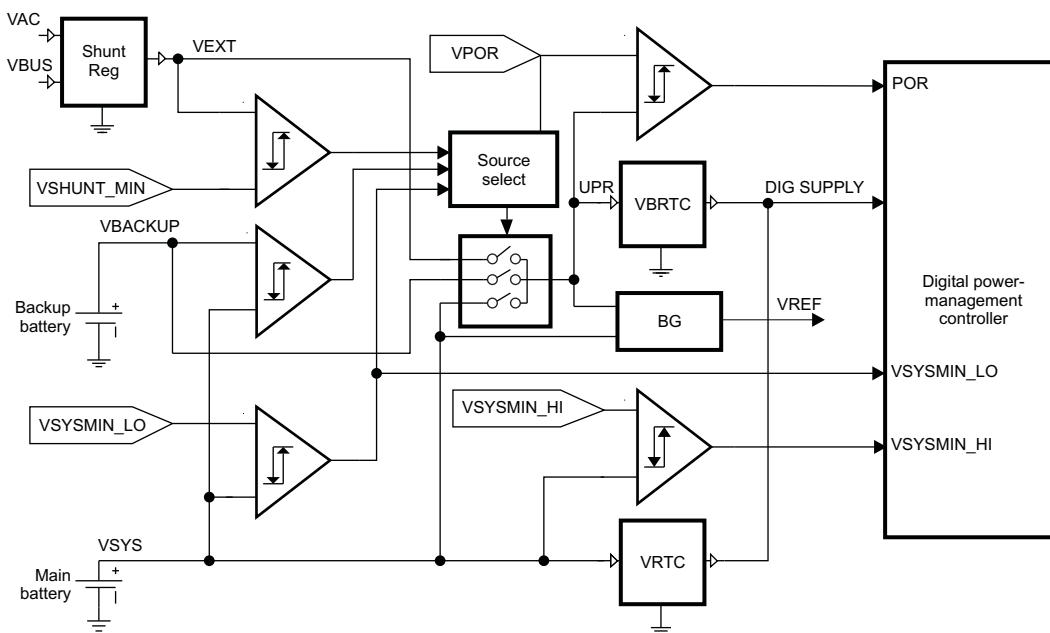 VAC
VBUS
Shunt
Reg
VEXT
VPOR
POR
VSHUNT_MIN
Source
select
UPR
VBRTC
DIG SUPPLY
VBACKUP
Backup
battery
+
BG
VREF
Digital power-
management
controller
VSYSMIN_LO
VSYSMIN_LO
VSYSMIN_HI
VSYSMIN_HI
VSYS
Main
battery
+
VRTC